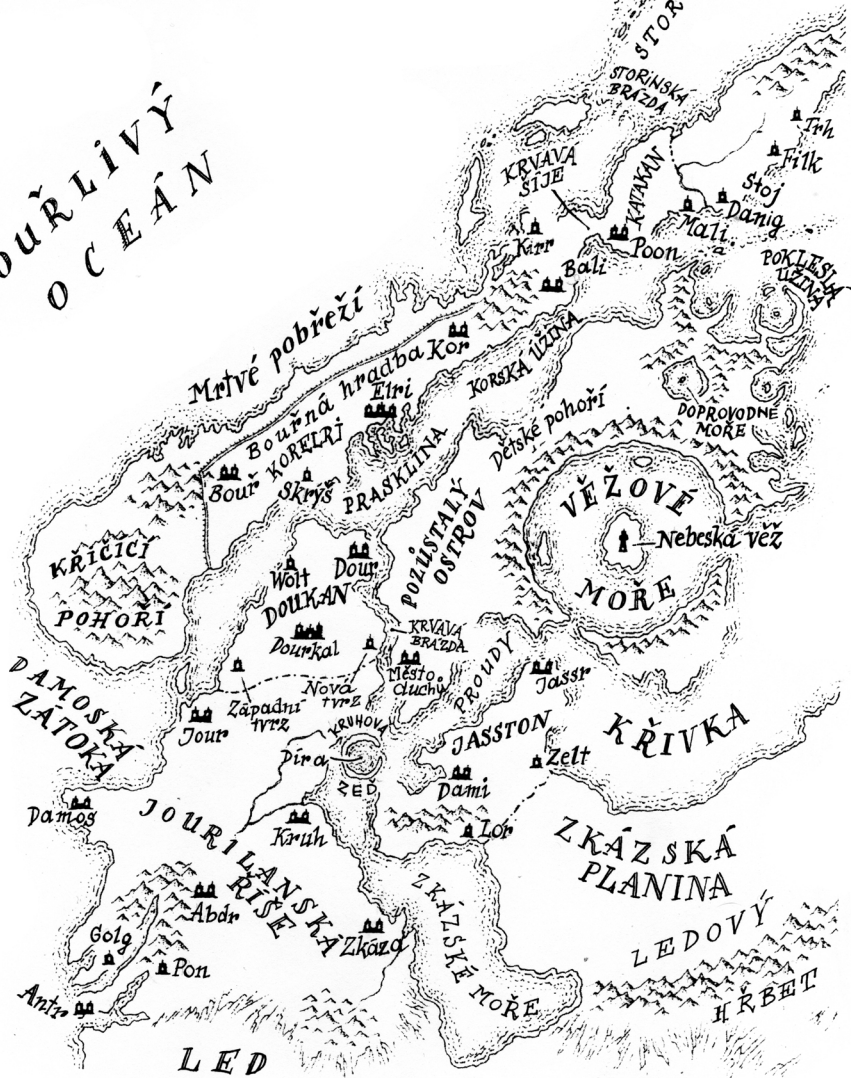 STOR
STORINSKÁ
BRÁZDA
OUŘLIVÝ
OCEÁN
Trh
Filk
KRVAVÁ
ŠÍJE
KATAKAN
Stoj
Danig
Mali
Kirr
Poon
Bali
POKLESLÁ
ÚŽINA
Mrtvé pobřeží
Bouřná hradba
Kor
KORSKÁ ÚŽINA
Elri
KORELRI
DOPROVODNÉ
MOŘE
Dětské pohoří
Bouř
Skrýš
PRASKLINA
VĚŽOVÉ
MOŘE
Nebeská věž
POZŮSTALÝ
OSTROV
KŘIČÍCÍ
POHOŘÍ
Wolt
Dour
DOUKAN
Dourkal
KRVAVÁ
BRÁZDA
Město
duchů
PROUDY
Jassr
Západní
tvrz
Nová
tvrz
DAMOSKÁ
ZÁTOKA
Jour
KRUHOVÁ
ZEĎ
Díra
JASSTON
KŘIVKA
Zelt
Dami
Damos
JOURILANSKÁ
ŘÍŠE
Kruh
Lor
ZKÁZSKÁ
PLANINA
Abdr
ZKÁZSKÉ MOŘE
Zkáza
LEDOVÝ
HŘBET
Golg
Pon
Antr
LED